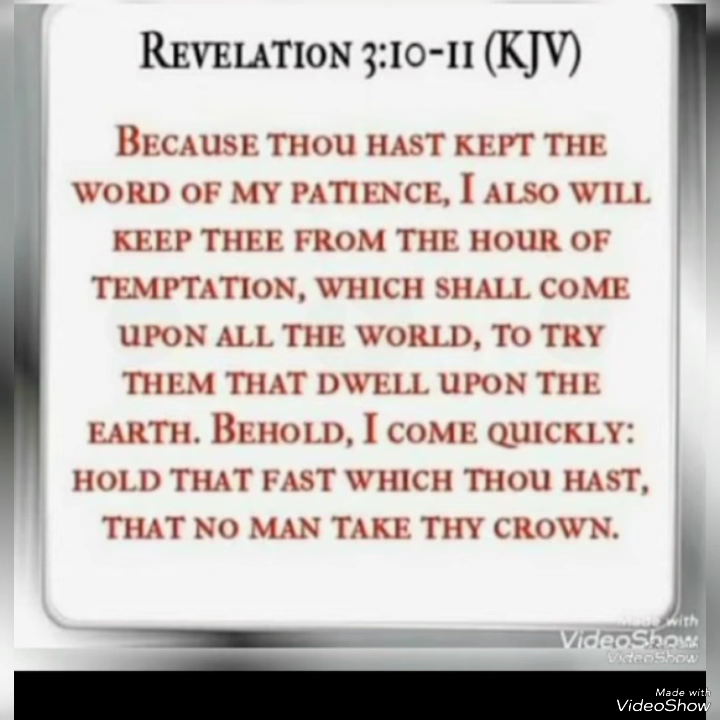 Revelation 3:10-11 (KJV)
Because thou hast kept the
word of my patience, I also will
keep thee from the hour of
temptation, which shall come
upon all the world, to try
them that dwell upon the
earth. Behold, I come quickly:
hold that fast which thou hast,
that no man take thy crown.
Made with
VideoShow
VideoShow
Made with
VideoShow